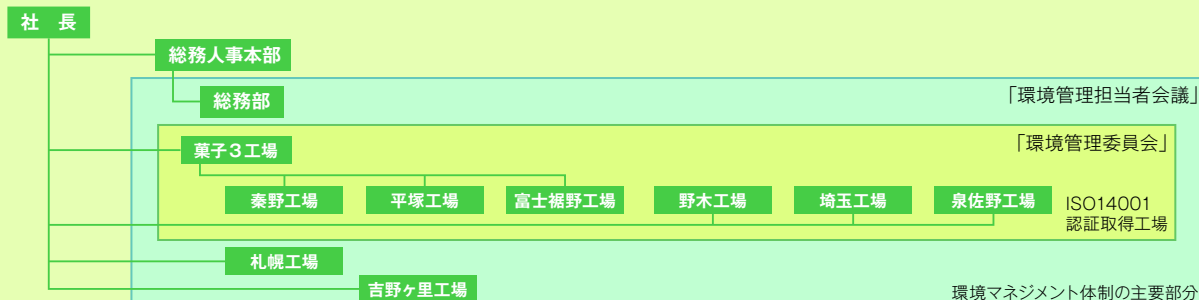 社 長
総務人事本部
総務部
「環境管理担当者会議」
「環境管理委員会」
菓子3工場
秦野工場 平塚工場 富士裾野工場 野木工場 埼玉工場 泉佐野工場
ISO14001
認証取得工場
札幌工場
吉野ヶ里工場
環境マネジメント体制の主要部分